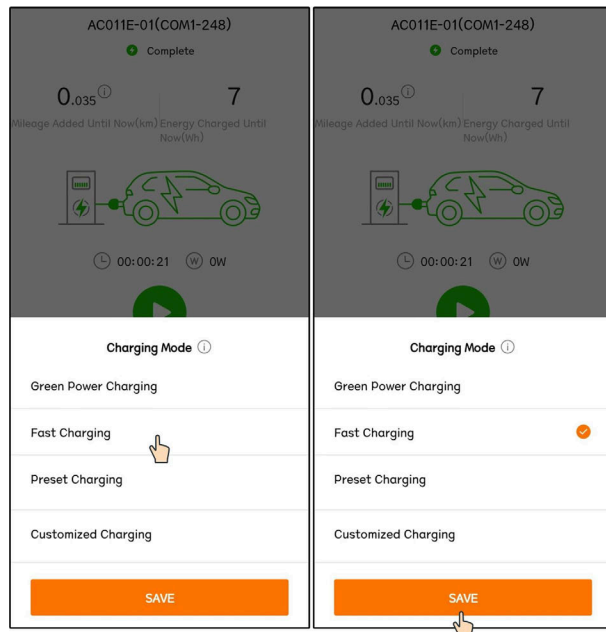 AC011E-01(COM1-248)
Complete
0.035
7
Mileage Added Until Now(km)
Energy Charged Until
Now(Wh)
00:00:21
W
0W
Charging Mode
Green Power Charging
Fast Charging
Preset Charging
Customized Charging
SAVE
AC011E-01(COM1-248)
Complete
0.035
7
Mileage Added Until Now(km)
Energy Charged Until
Now(Wh)
00:00:21
W
0W
Charging Mode
Green Power Charging
Fast Charging
Preset Charging
Customized Charging
SAVE